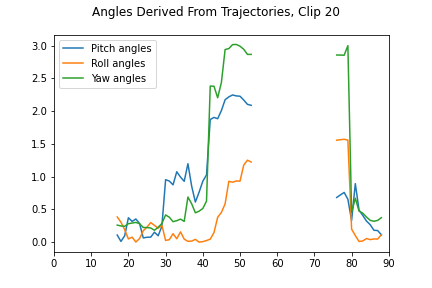 Angles Derived From Trajectories, Clip 20
Pitch angles
Roll angles
Yaw angles
3.0
2.5
2.0
1.5
1.0
0.5
0.0
0 10 20 30 40 50 60 70 80 90